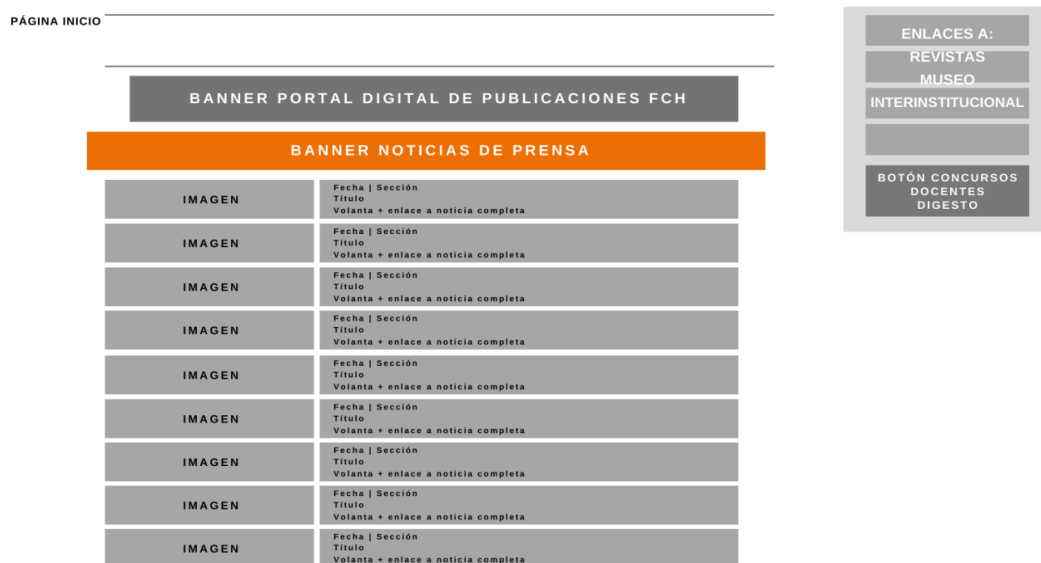 PÁGINA INICIO
BANNER PORTAL DIGITAL DE PUBLICACIONES FCH
BANNER NOTICIAS DE PRENSA
IMAGEN
Fecha | Sección
Título
Volanta + enlace a noticia completa
IMAGEN
Fecha | Sección
Título
Volanta + enlace a noticia completa
IMAGEN
Fecha | Sección
Título
Volanta + enlace a noticia completa
IMAGEN
Fecha | Sección
Título
Volanta + enlace a noticia completa
IMAGEN
Fecha | Sección
Título
Volanta + enlace a noticia completa
IMAGEN
Fecha | Sección
Título
Volanta + enlace a noticia completa
IMAGEN
Fecha | Sección
Título
Volanta + enlace a noticia completa
IMAGEN
Fecha | Sección
Título
Volanta + enlace a noticia completa
IMAGEN
Fecha | Sección
Título
Volanta + enlace a noticia completa
ENLACES A:
REVISTAS
MUSEO
INTERINSTITUCIONAL
BOTÓN CONCURSOS
DOCENTES
DIGESTO